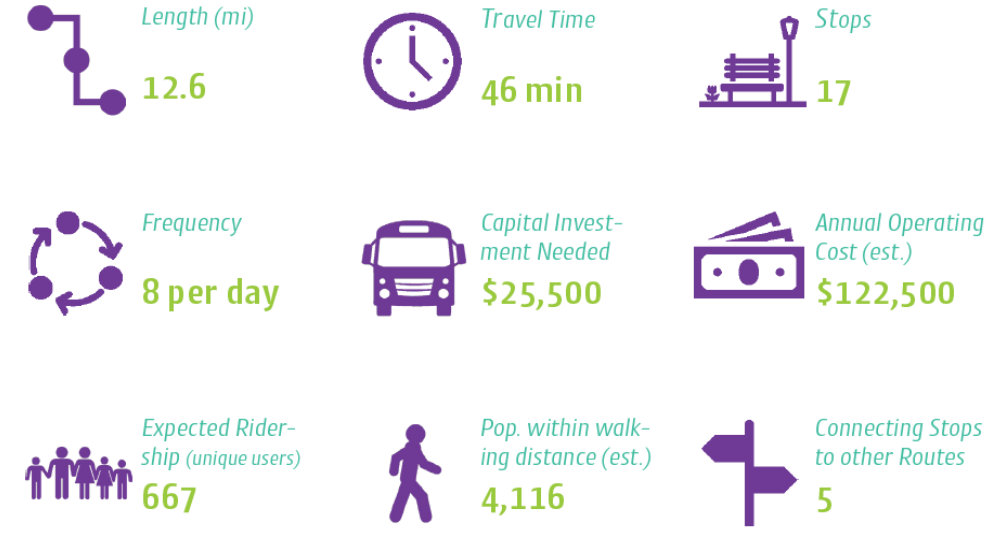 Length (mi)
12.6
Travel Time
46 min
Stops
17
Frequency
8 per day
Capital Invest-
ment Needed
$25,500
Annual Operating
Cost (est.)
$122,500
Expected Rider-
ship (unique users)
667
Pop. within walk-
ing distance (est.)
4,116
Connecting Stops
to other Routes
5